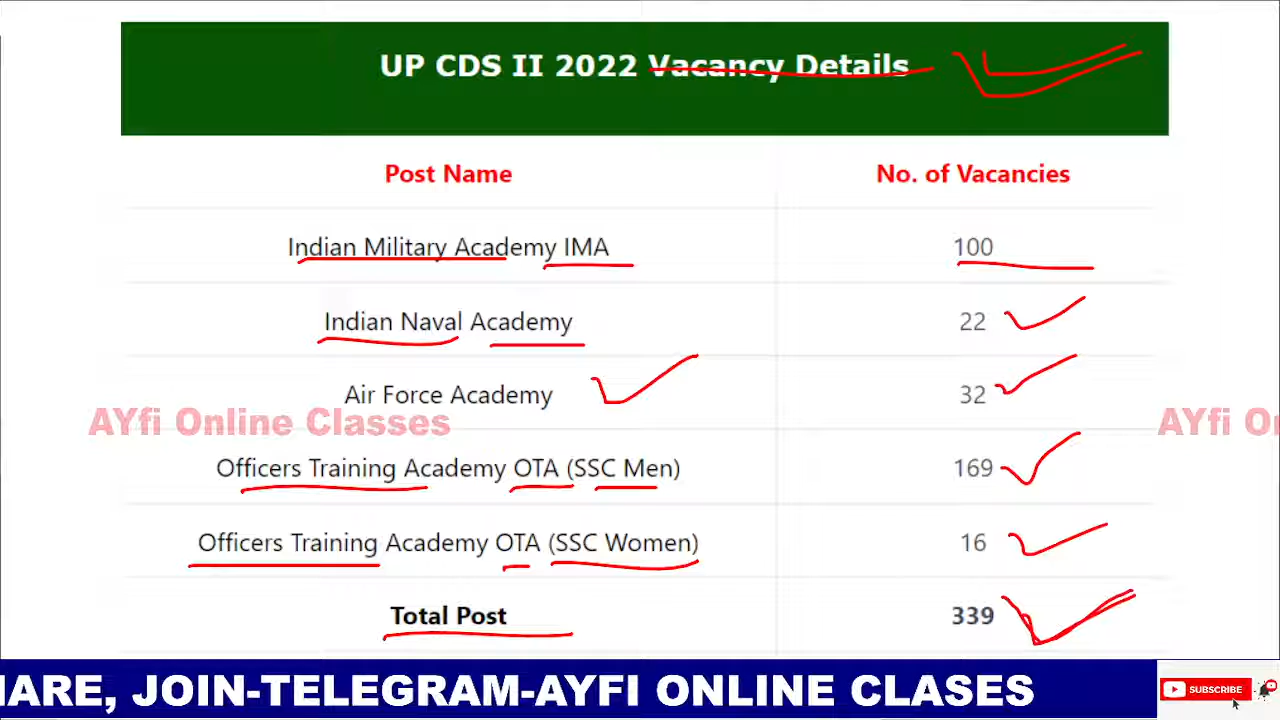 UP CDS II 2022 Vacancy Details
Post Name No. of Vacancies
Indian Military Academy IMA 100
Indian Naval Academy 22
Air Force Academy 32
AYfi Online Classes AYfi Or
Officers Training Academy OTA (SSC Men) 169
Officers Training Academy OTA (SSC Women) 16
Total Post 339
HARE, JOIN-TELEGRAM-AYFI ONLINE CLASES SUBSCRIBE